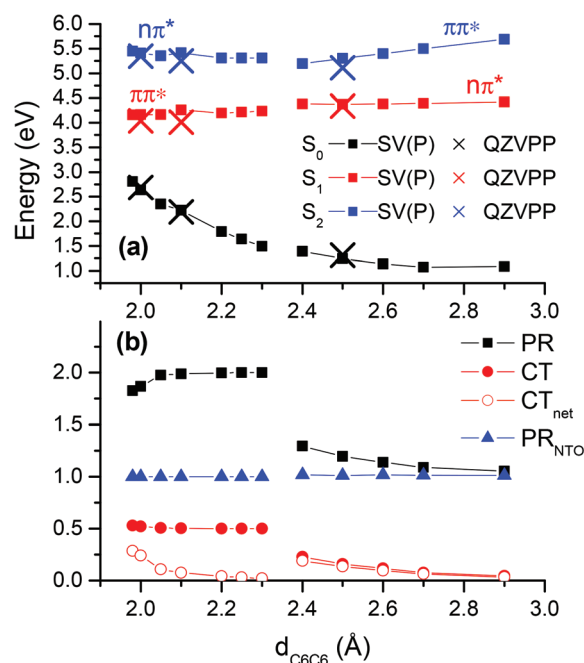 6.0
5.5
5.0
4.5
4.0
3.5
3.0
2.5
2.0
1.5
1.0
Energy (eV)
nπ*
ππ*
ππ*
nπ*
S0 SV(P) QZVPP
S1 SV(P) QZVPP
S2 SV(P) QZVPP
(a)
2.0 2.2 2.4 2.6 2.8 3.0
(b)
PR
CT
CTnet
PRNTO
2.0
1.5
1.0
0.5
0.0
2.0 2.2 2.4 2.6 2.8 3.0
dC6C6 (Å)